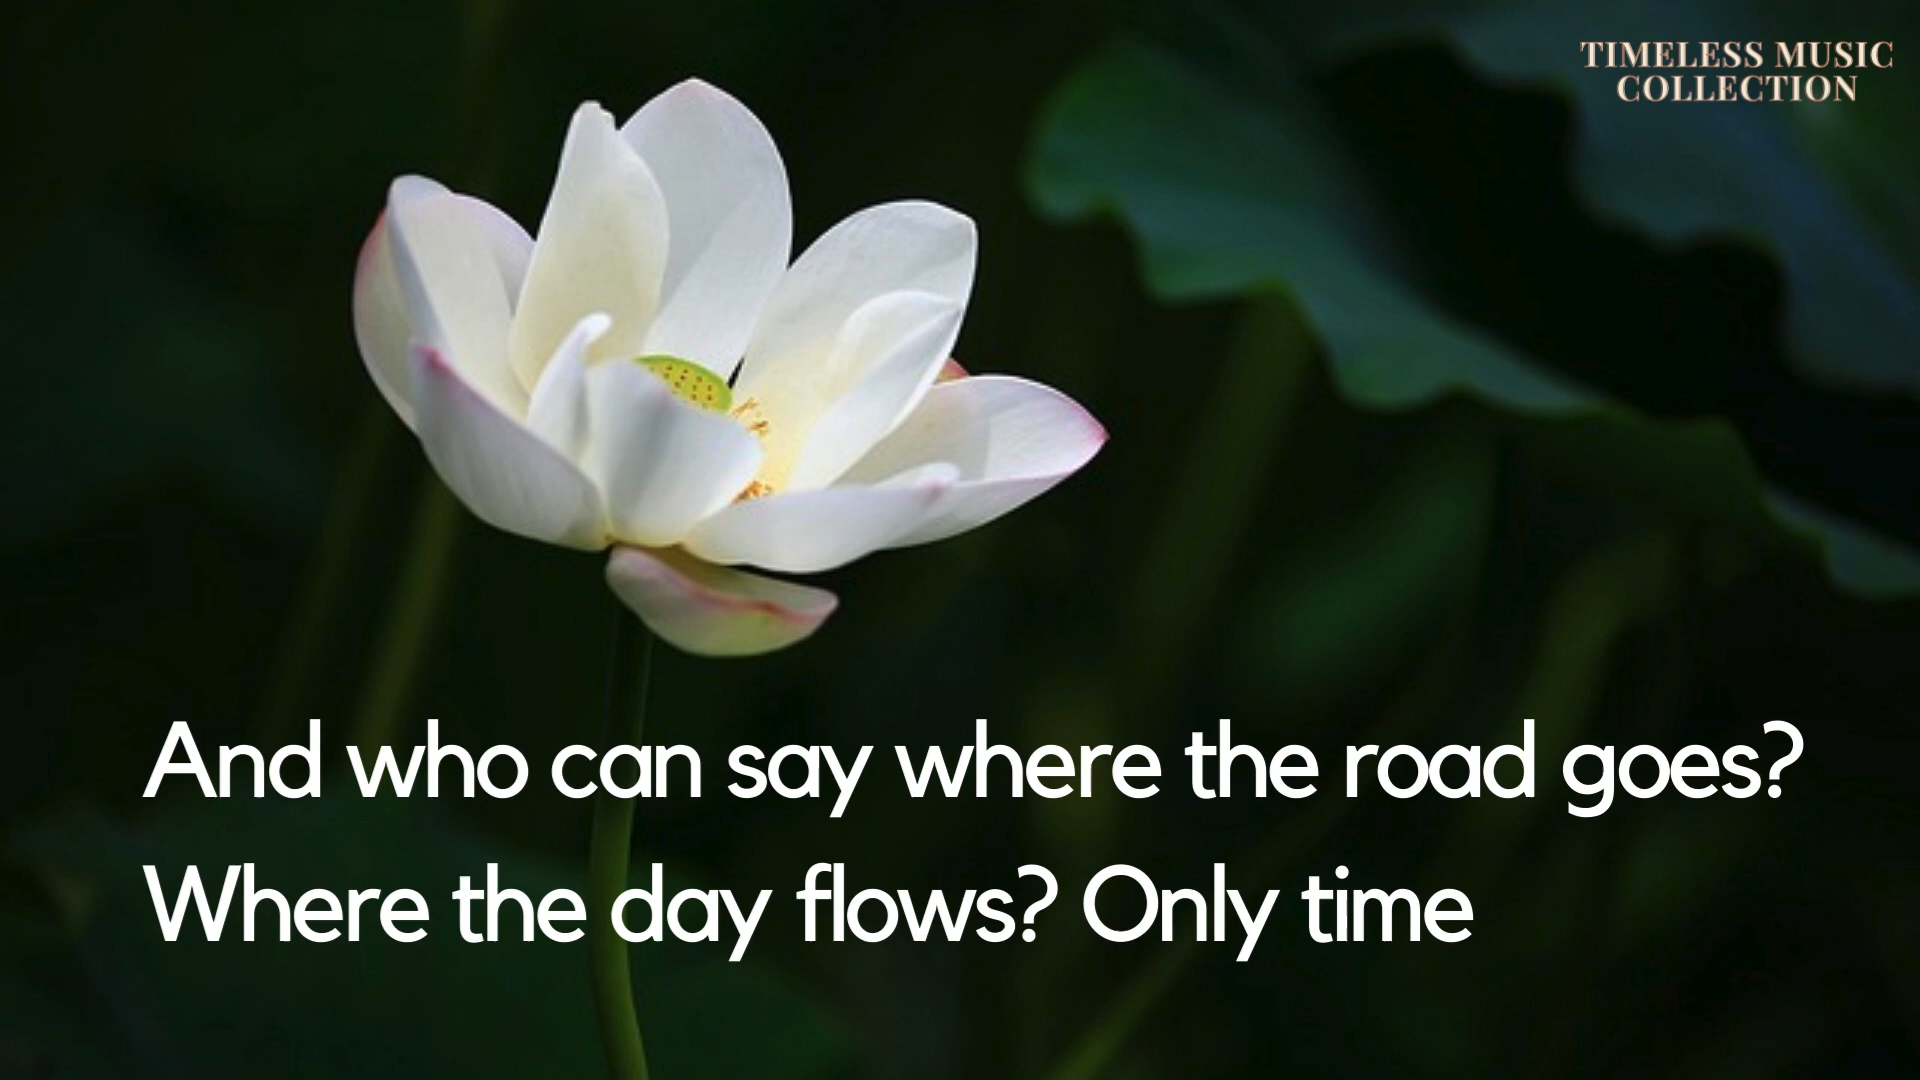 TIMELESS MUSIC
COLLECTION
And who can say where the road goes?
Where the day flows? Only time